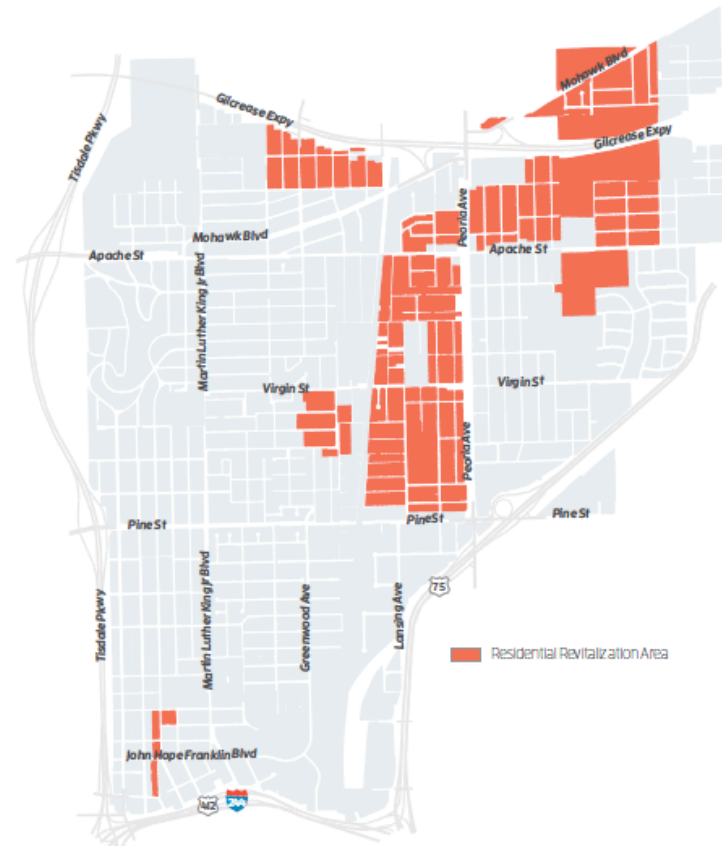 Mohawk Blvd
Gilcrease Expy
Gilcrease Expy
Tisdale Pkwy
Peoria Ave
Mohawk Blvd
Apache St
Apache St
Martin Luther King Jr Blvd
Virgin St
Virgin St
Peoria Ave
Pine St
Pine St
Pine St
Tisdale Pkwy
Martin Luther King Jr Blvd
Greenwood Ave
Lansing Ave
75
Residential Revitalization Area
John Hope Franklin Blvd
412
244